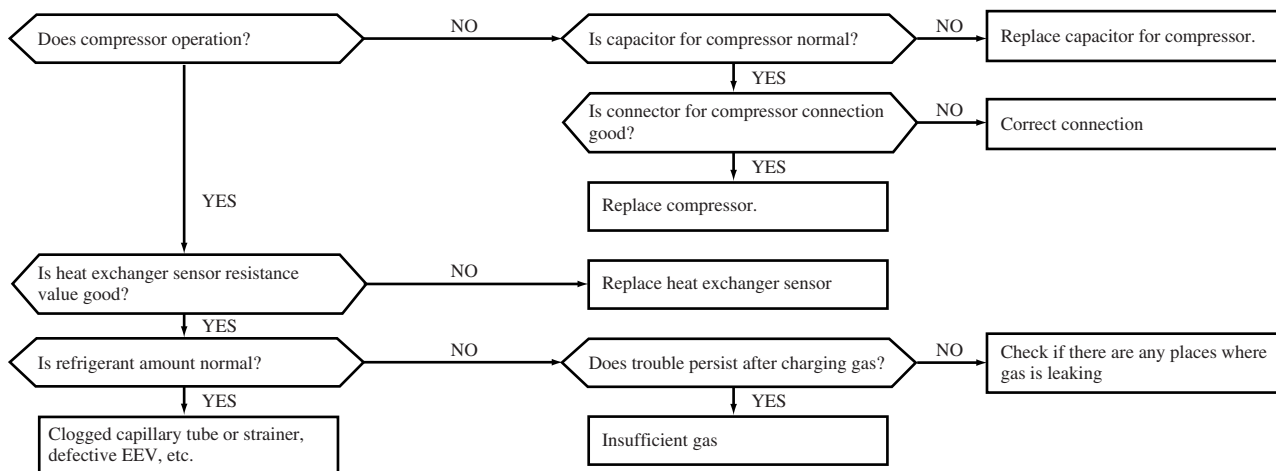 Does compressor operation?
NO
Is capacitor for compressor normal?
NO
Replace capacitor for compressor.
YES
Is connector for compressor connection
good?
NO
Correct connection
YES
Replace compressor.
YES
Is heat exchanger sensor resistance
value good?
NO
Replace heat exchanger sensor
YES
Is refrigerant amount normal?
NO
Does trouble persist after charging gas?
NO
Check if there are any places where
gas is leaking
YES
Clogged capillary tube or strainer,
defective EEV, etc.
YES
Insufficient gas